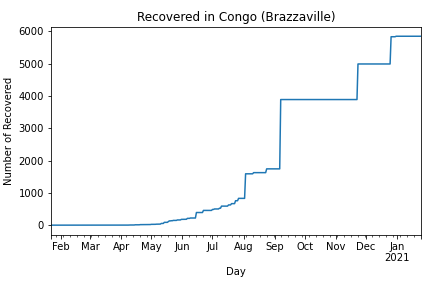 Recovered in Congo (Brazzaville)
Number of Recovered
6000
5000
4000
3000
2000
1000
0
Feb Mar Apr May Jun Jul Aug Sep Oct Nov Dec Jan
2021
Day